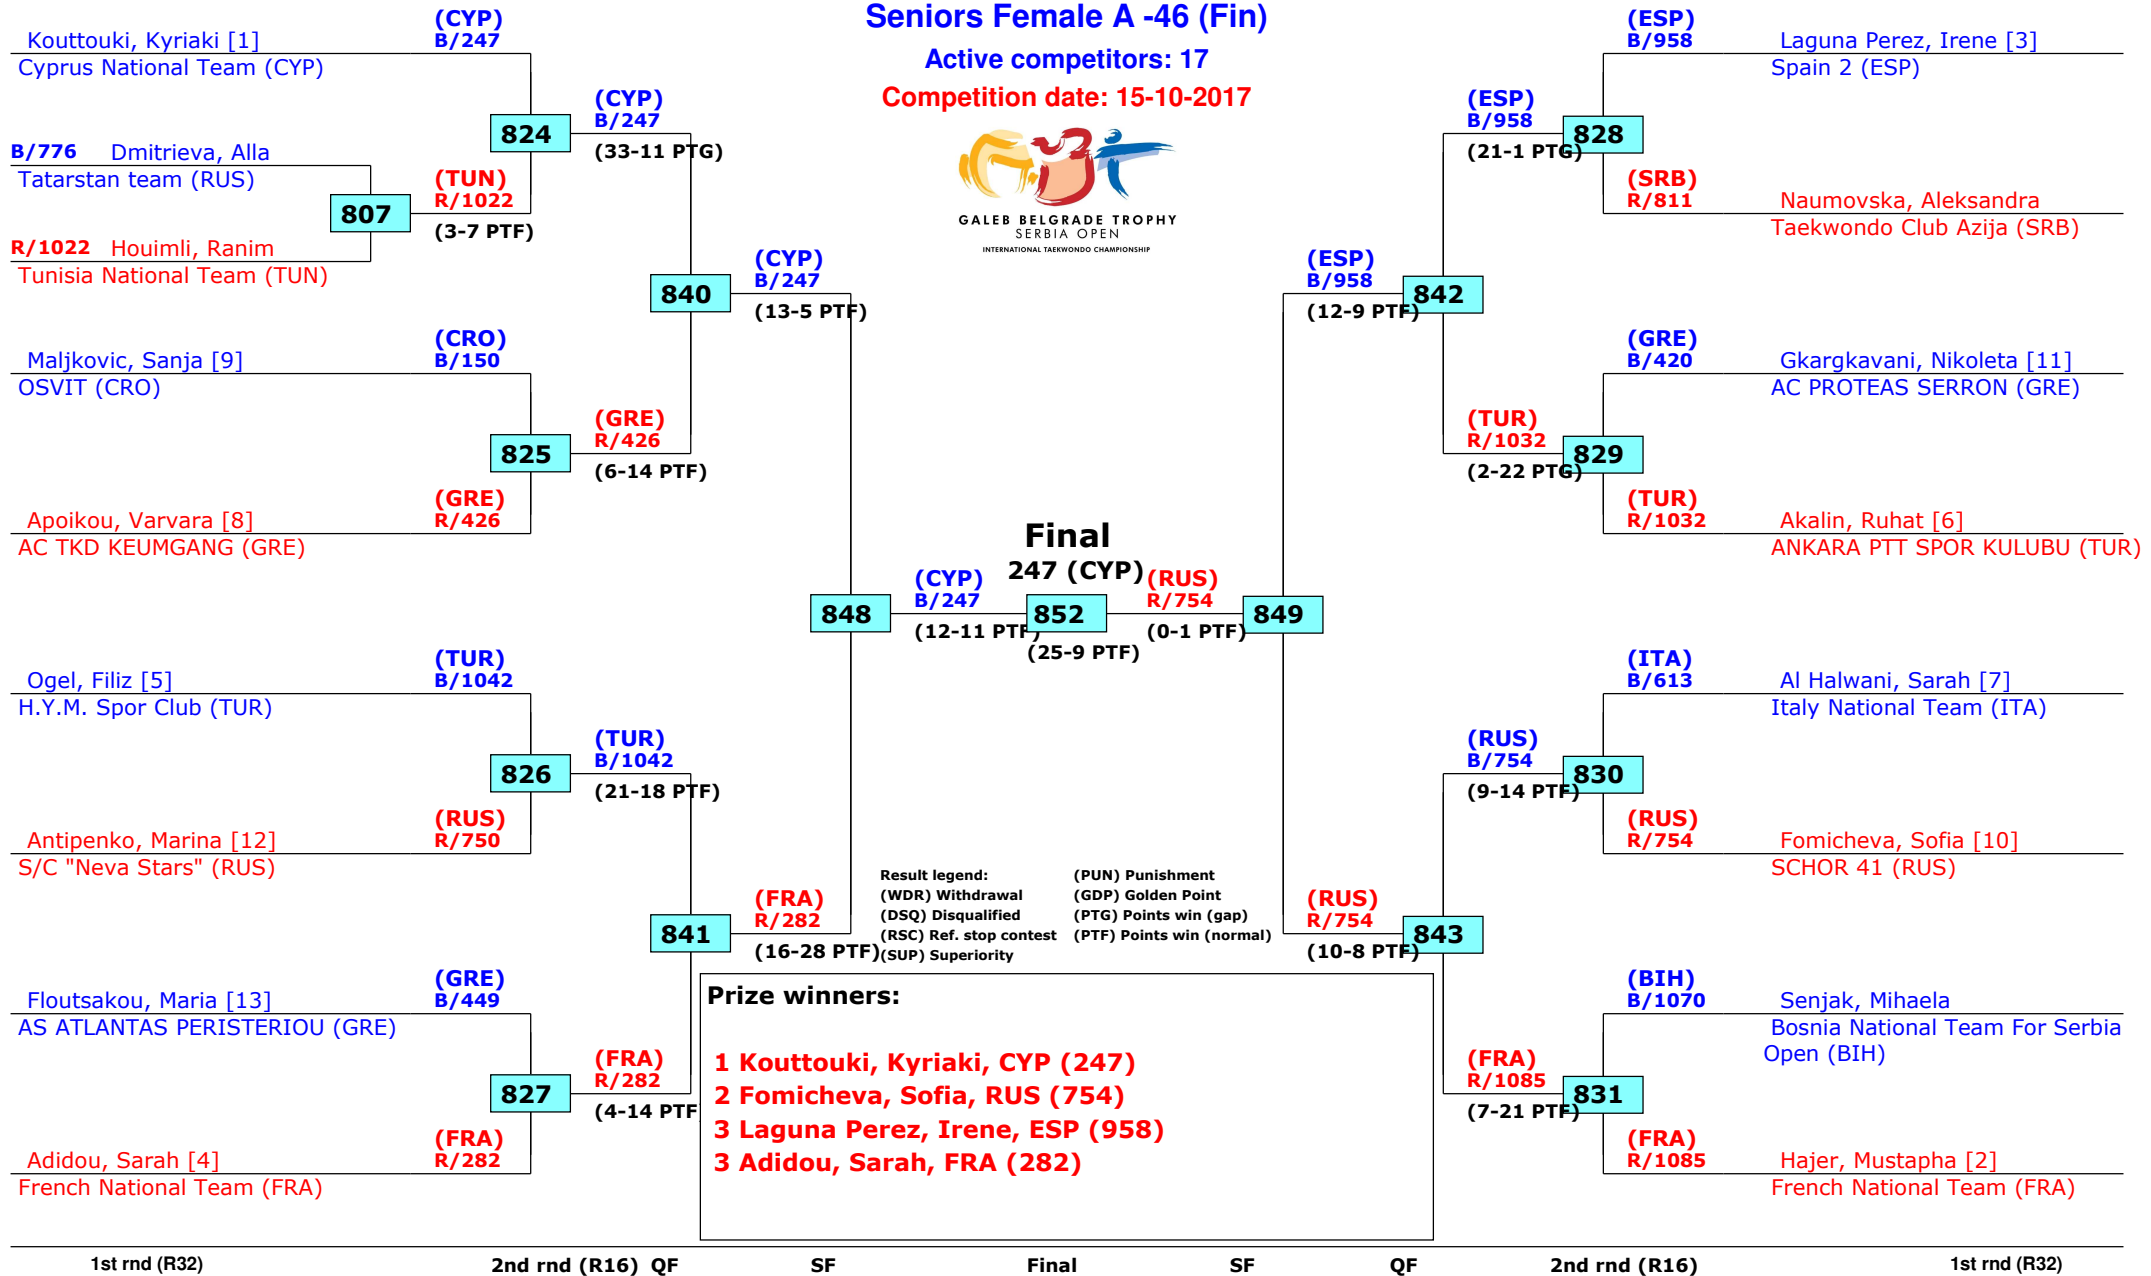 Seniors Female A -46 (Fin)
Active competitors: 17
Competition date: 15-10-2017
GALEB BELGRADE TROPHY
SERBIA OPEN
INTERNATIONAL TAEKWONDO CHAMPIONSHIP
Kouttouki, Kyriaki [1]
Cyprus National Team (CYP)
(CYP)
B/247
B/776 Dmitrieva, Alla
Tatarstan team (RUS)
807
R/1022 Houimli, Ranim
Tunisia National Team (TUN)
(TUN)
R/1022
(3-7 PTF)
824
(CYP)
B/247
(33-11 PTG)
Maljkovic, Sanja [9]
OSVIT (CRO)
(CRO)
B/150
825
Apoikou, Varvara [8]
AC TKD KEUMGANG (GRE)
(GRE)
R/426
(GRE)
R/426
(6-14 PTF)
840
(CYP)
B/247
(13-5 PTF)
Ogel, Filiz [5]
H.Y.M. Spor Club (TUR)
(TUR)
B/1042
826
Antipenko, Marina [12]
S/C "Neva Stars" (RUS)
(RUS)
R/750
(TUR)
B/1042
(21-18 PTF)
Floutsakou, Maria [13]
AS ATLANTAS PERISTERIOU (GRE)
(GRE)
B/449
827
Adidou, Sarah [4]
French National Team (FRA)
(FRA)
R/282
(FRA)
R/282
(4-14 PTF
841
(FRA)
R/282
(16-28 PTF)
848
(CYP)
B/247
(12-11 PTF)
Final
247 (CYP)
852
(25-9 PTF)
(RUS)
R/754
(0-1 PTF)
849
(ESP)
B/958
(12-9 PTF)
842
(ESP)
B/958
(21-1 PTG)
828
(ESP)
B/958
Laguna Perez, Irene [3]
Spain 2 (ESP)
(SRB)
R/811
Naumovska, Aleksandra
Taekwondo Club Azija (SRB)
(TUR)
R/1032
(2-22 PTG)
829
(GRE)
B/420
Gkargkavani, Nikoleta [11]
AC PROTEAS SERRON (GRE)
(TUR)
R/1032
Akalin, Ruhat [6]
ANKARA PTT SPOR KULUBU (TUR)
(RUS)
R/754
(10-8 PTF)
843
(RUS)
B/754
(9-14 PTF)
830
(ITA)
B/613
Al Halwani, Sarah [7]
Italy National Team (ITA)
(RUS)
R/754
Fomicheva, Sofia [10]
SCHOR 41 (RUS)
(FRA)
R/1085
(7-21 PTF)
831
(BIH)
B/1070
Senjak, Mihaela
Bosnia National Team For Serbia
Open (BIH)
(FRA)
R/1085
Hajer, Mustapha [2]
French National Team (FRA)
Result legend:
(WDR) Withdrawal
(DSQ) Disqualified
(RSC) Ref. stop contest
(SUP) Superiority
(PUN) Punishment
(GDP) Golden Point
(PTG) Points win (gap)
(PTF) Points win (normal)
Prize winners:
1 Kouttouki, Kyriaki, CYP (247)
2 Fomicheva, Sofia, RUS (754)
3 Laguna Perez, Irene, ESP (958)
3 Adidou, Sarah, FRA (282)
1st rnd (R32) 2nd rnd (R16) QF SF Final SF QF 2nd rnd (R16) 1st rnd (R32)